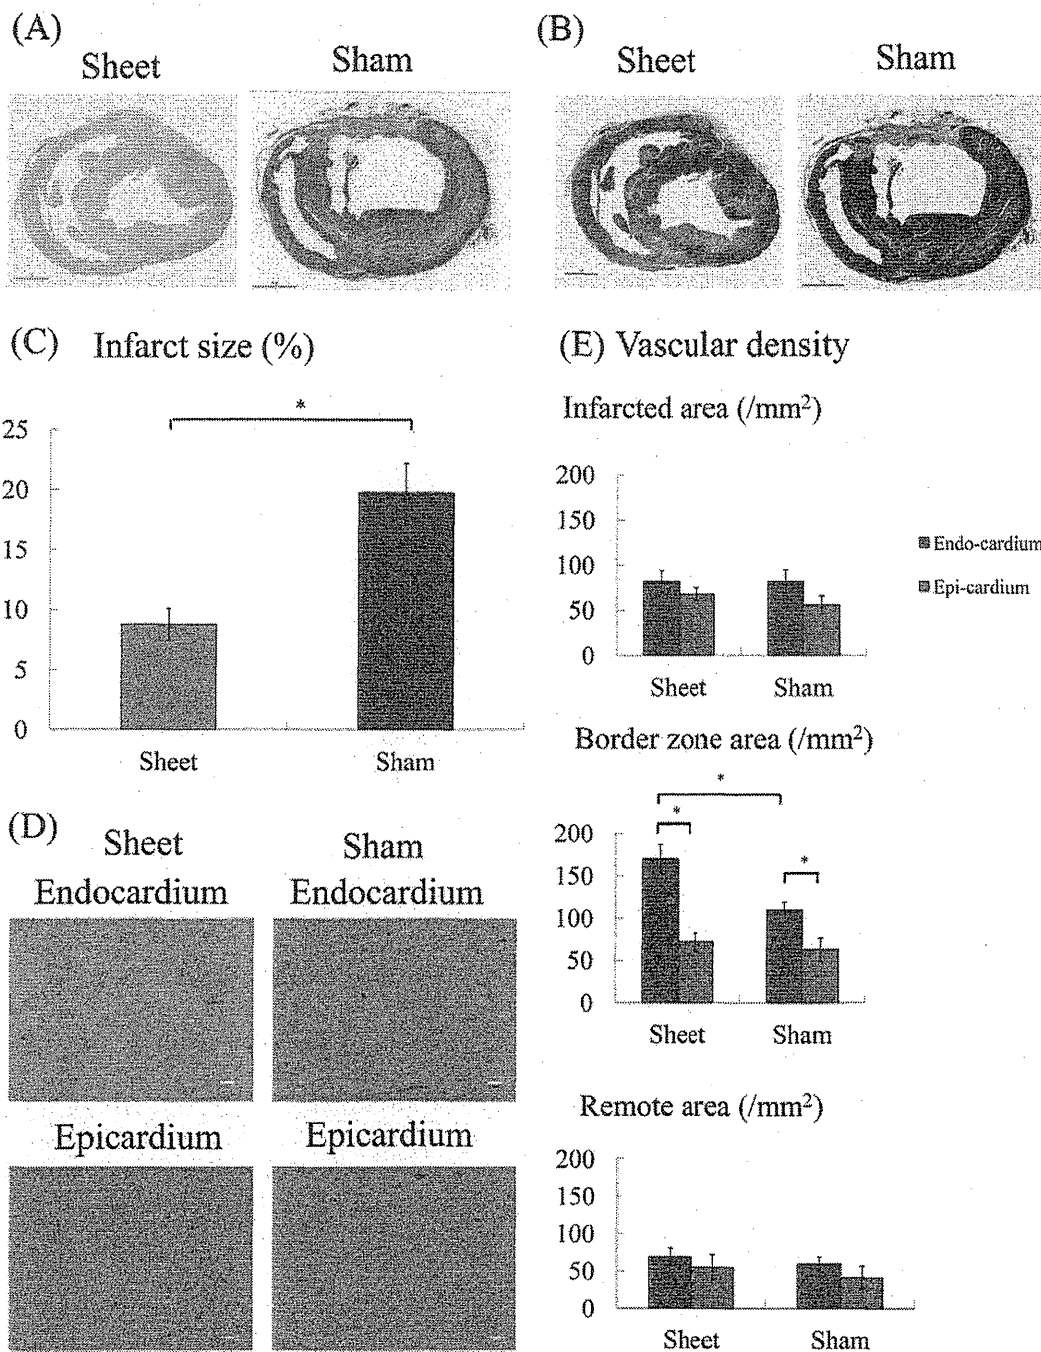 (A)
Sheet
Sham
(B)
Sheet
Sham
(C) Infarct size (%)
*
25
20
15
10
5
0
Sheet
Sham
(D)
Sheet
Endocardium
Sham
Endocardium
Epicardium
Epicardium
(E) Vascular density
Infarcted area (/mm²)
200
150
100
50
0
Sheet
Sham
Endo-cardium
Epi-cardium
Border zone area (/mm²)
*
*
*
200
150
100
50
0
Sheet
Sham
Remote area (/mm²)
200
150
100
50
0
Sheet
Sham